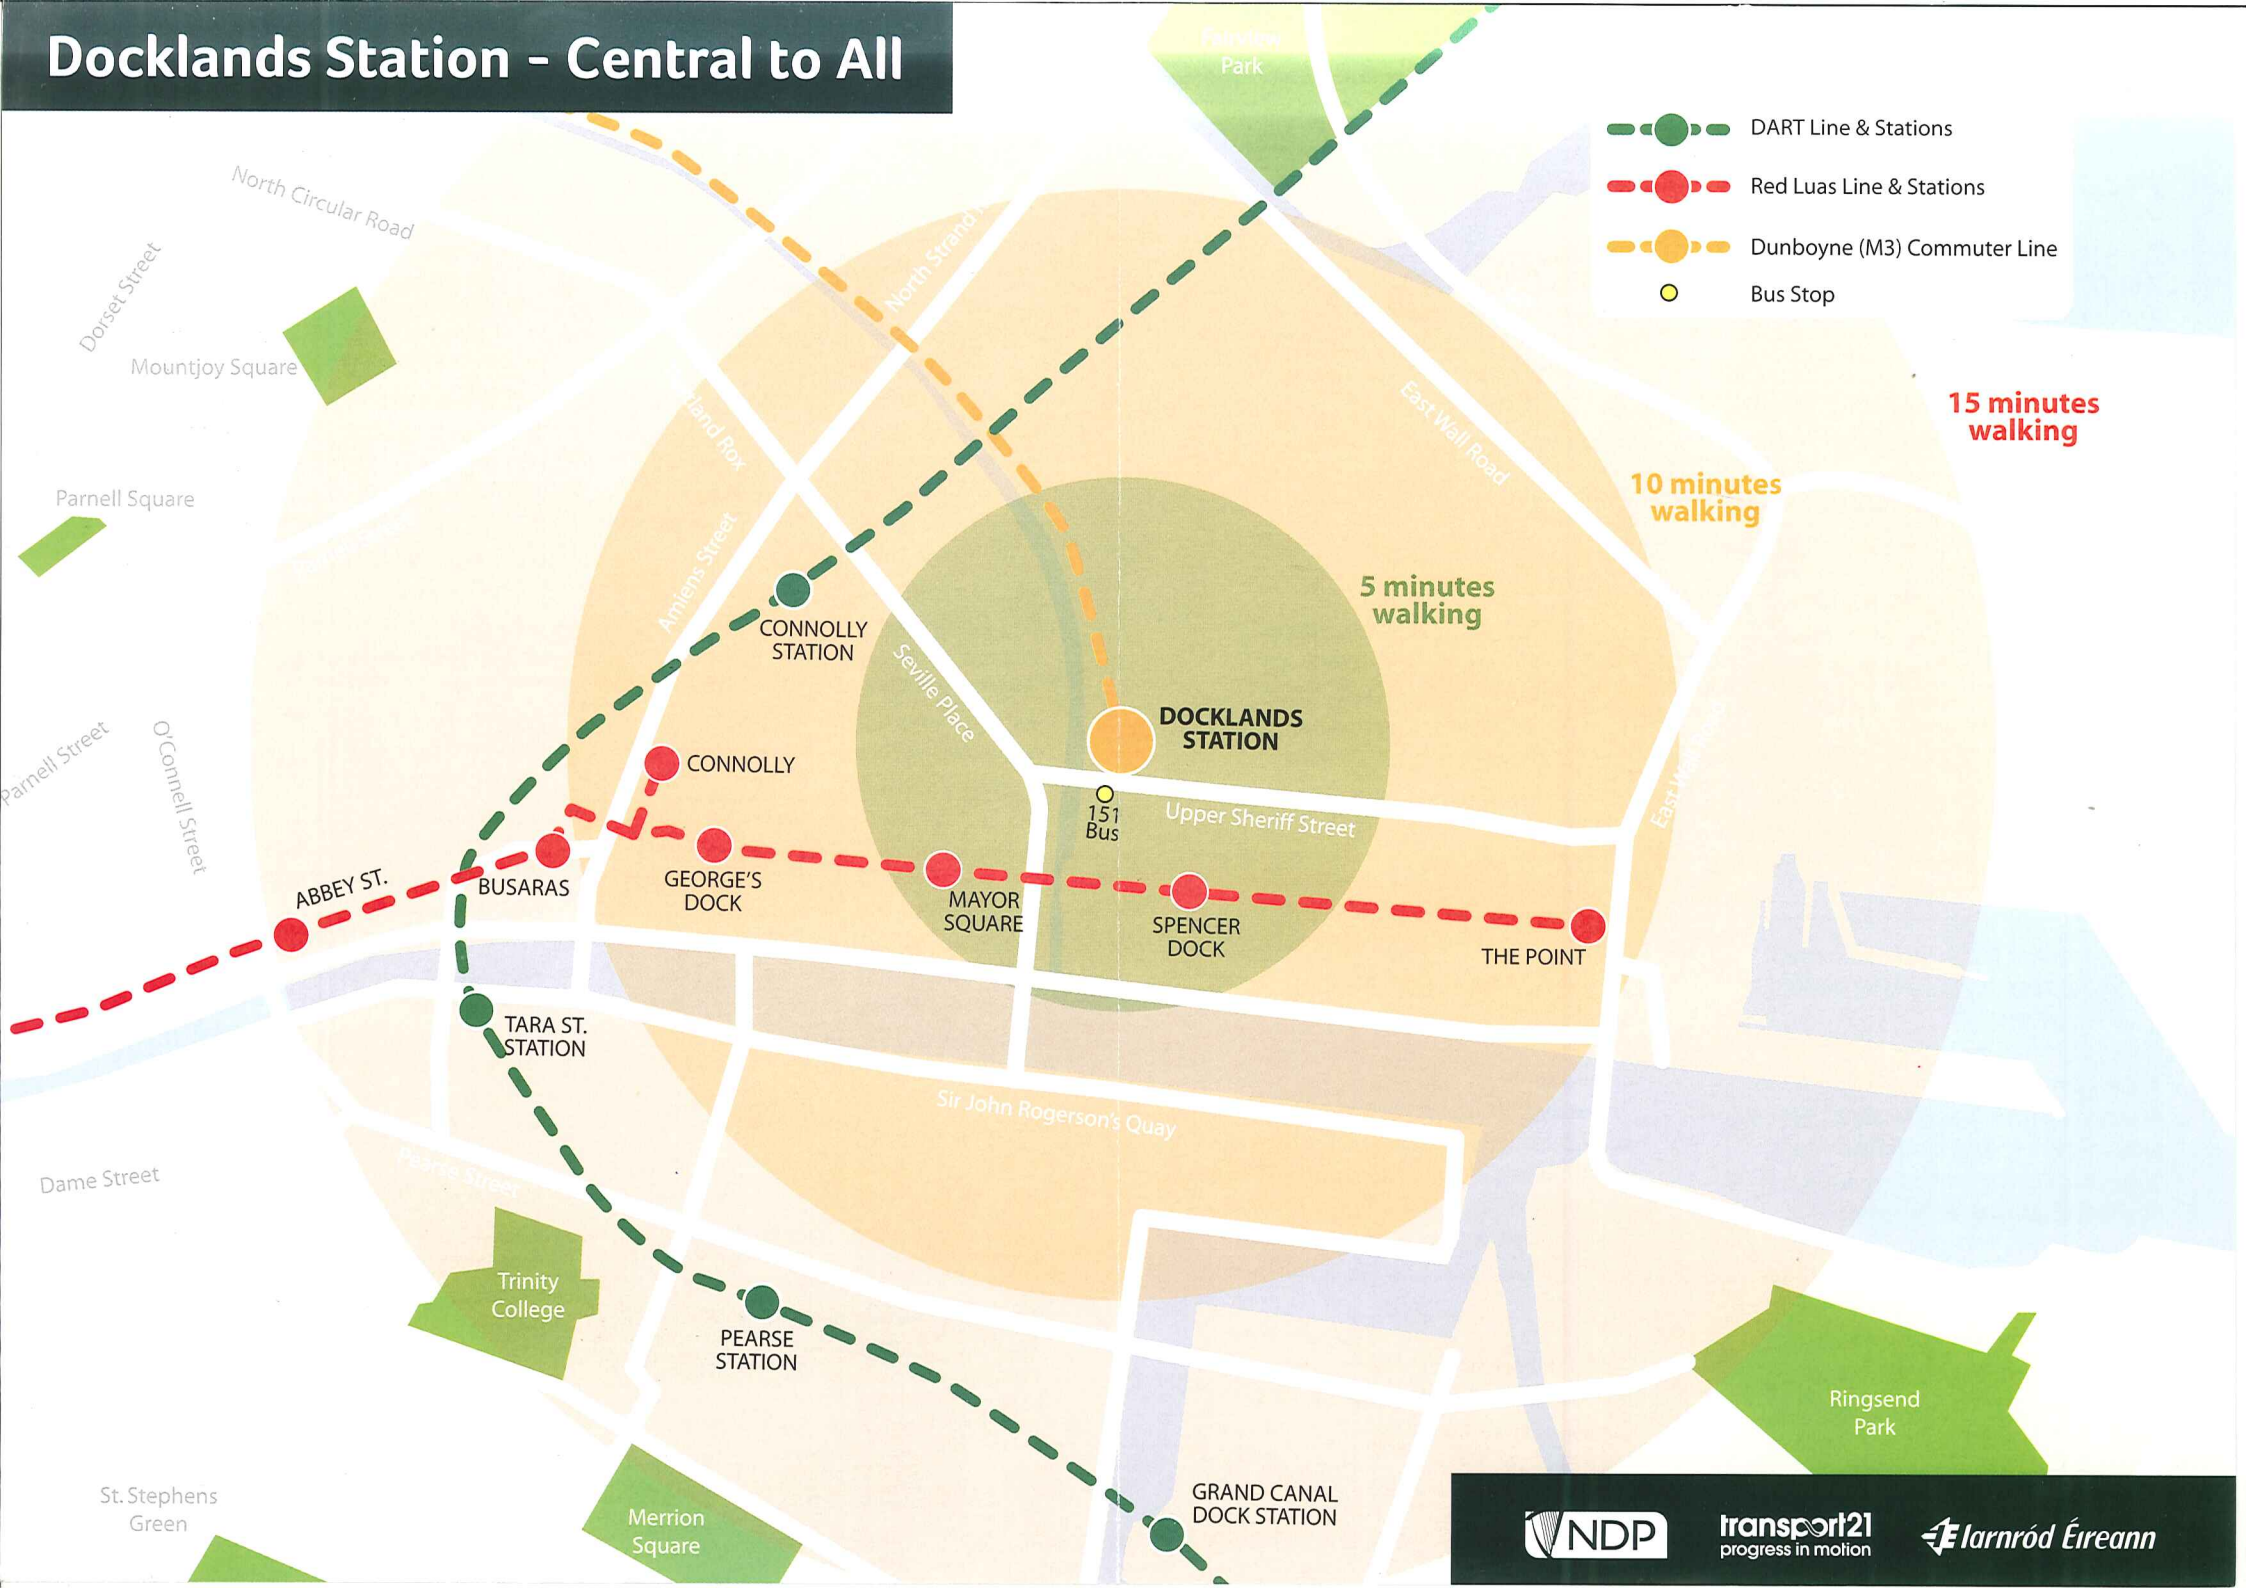 Docklands Station – Central to All
Fairview
Park
DART Line & Stations
Red Luas Line & Stations
Dunboyne (M3) Commuter Line
Bus Stop
North Circular Road
Dorset Street
Mountjoy Square
North Strand
15 minutes
walking
10 minutes
walking
5 minutes
walking
East Wall Road
Parnell Square
Amiens Street
CONNOLLY
STATION
Seville Place
DOCKLANDS
STATION
Parnell Street
O'Connell Street
CONNOLLY
151
Bus
Upper Sheriff Street
East Wall
ABBEY ST.
BUSARAS
GEORGE'S
DOCK
MAYOR
SQUARE
SPENCER
DOCK
THE POINT
TARA ST.
STATION
Sir John Rogerson's Quay
Pearse Street
Dame Street
Trinity
College
PEARSE
STATION
Ringsend
Park
GRAND CANAL
DOCK STATION
St. Stephens
Green
Merrion
Square
NDP
transport21
progress in motion
Iarnród Éireann